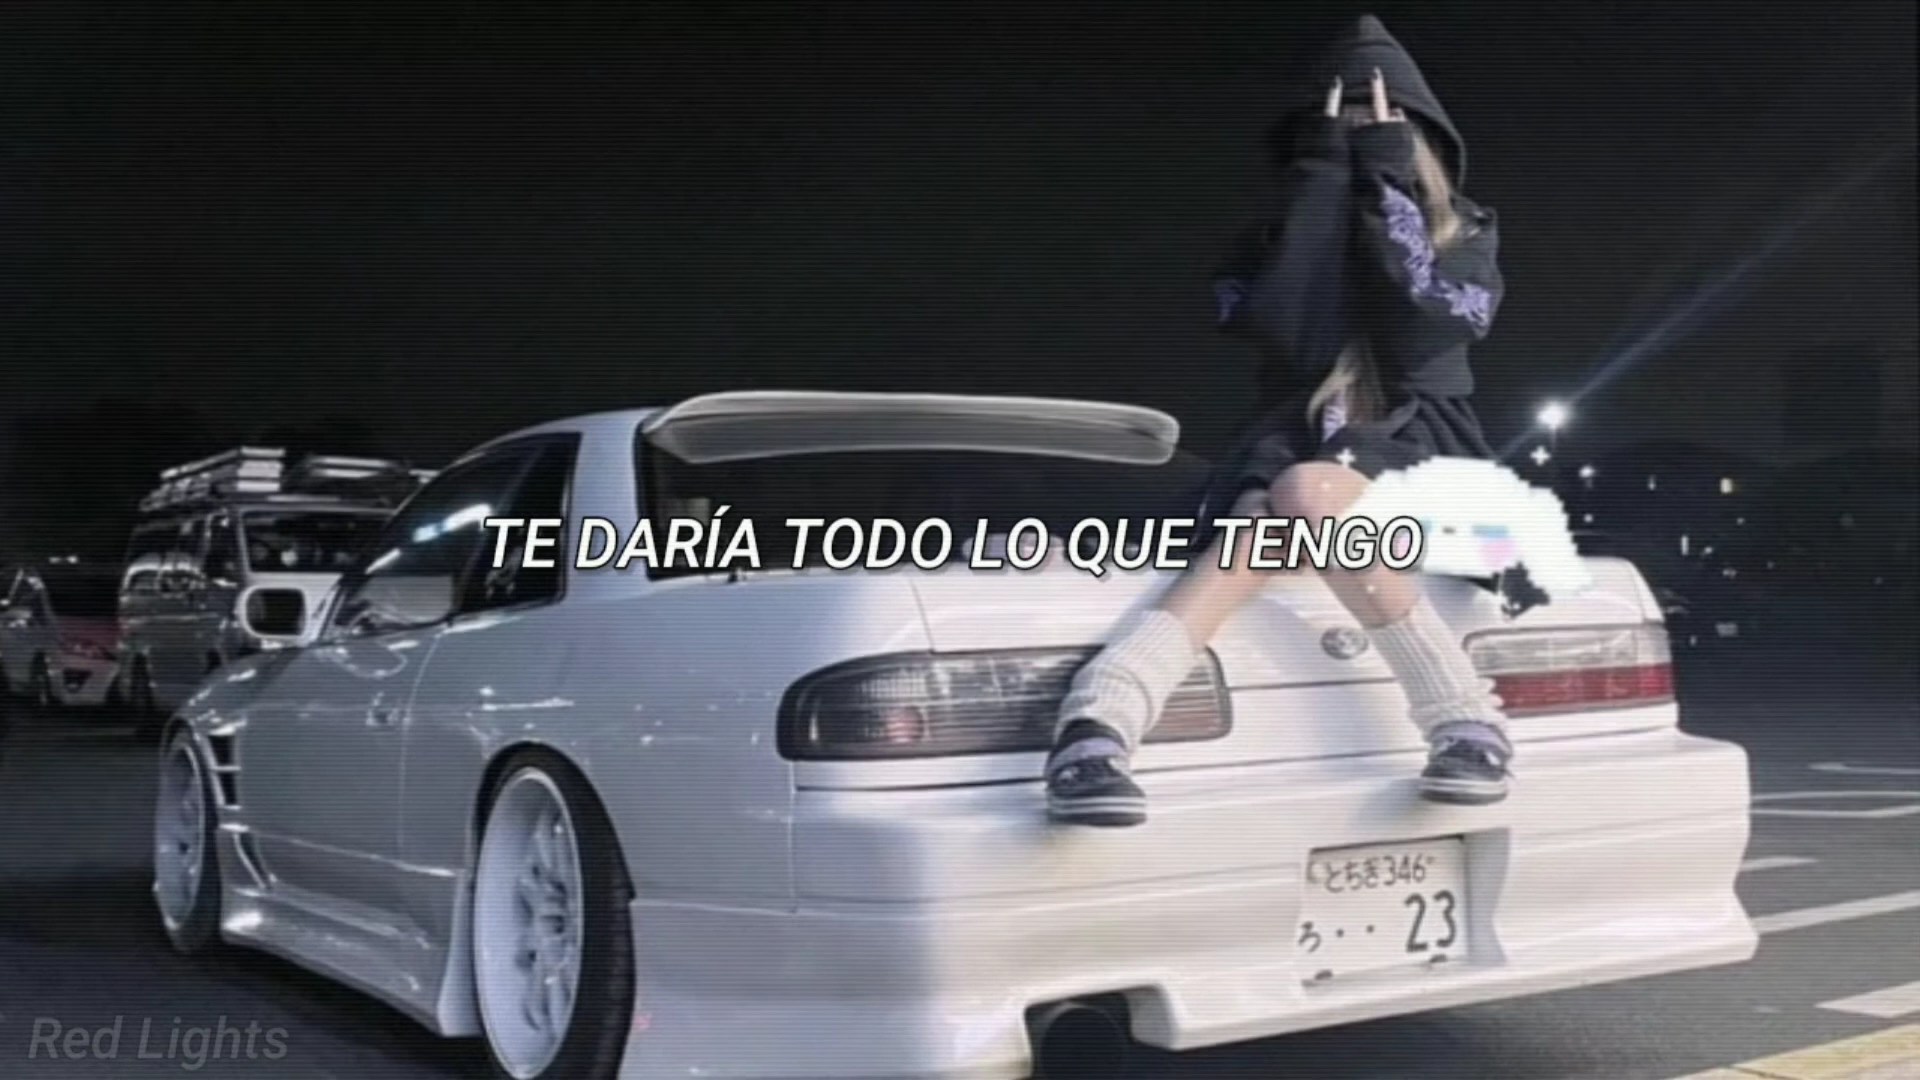 TE DARÍA TODO LO QUE TENGO
とちぎ346
ろ・・23
Red Lights